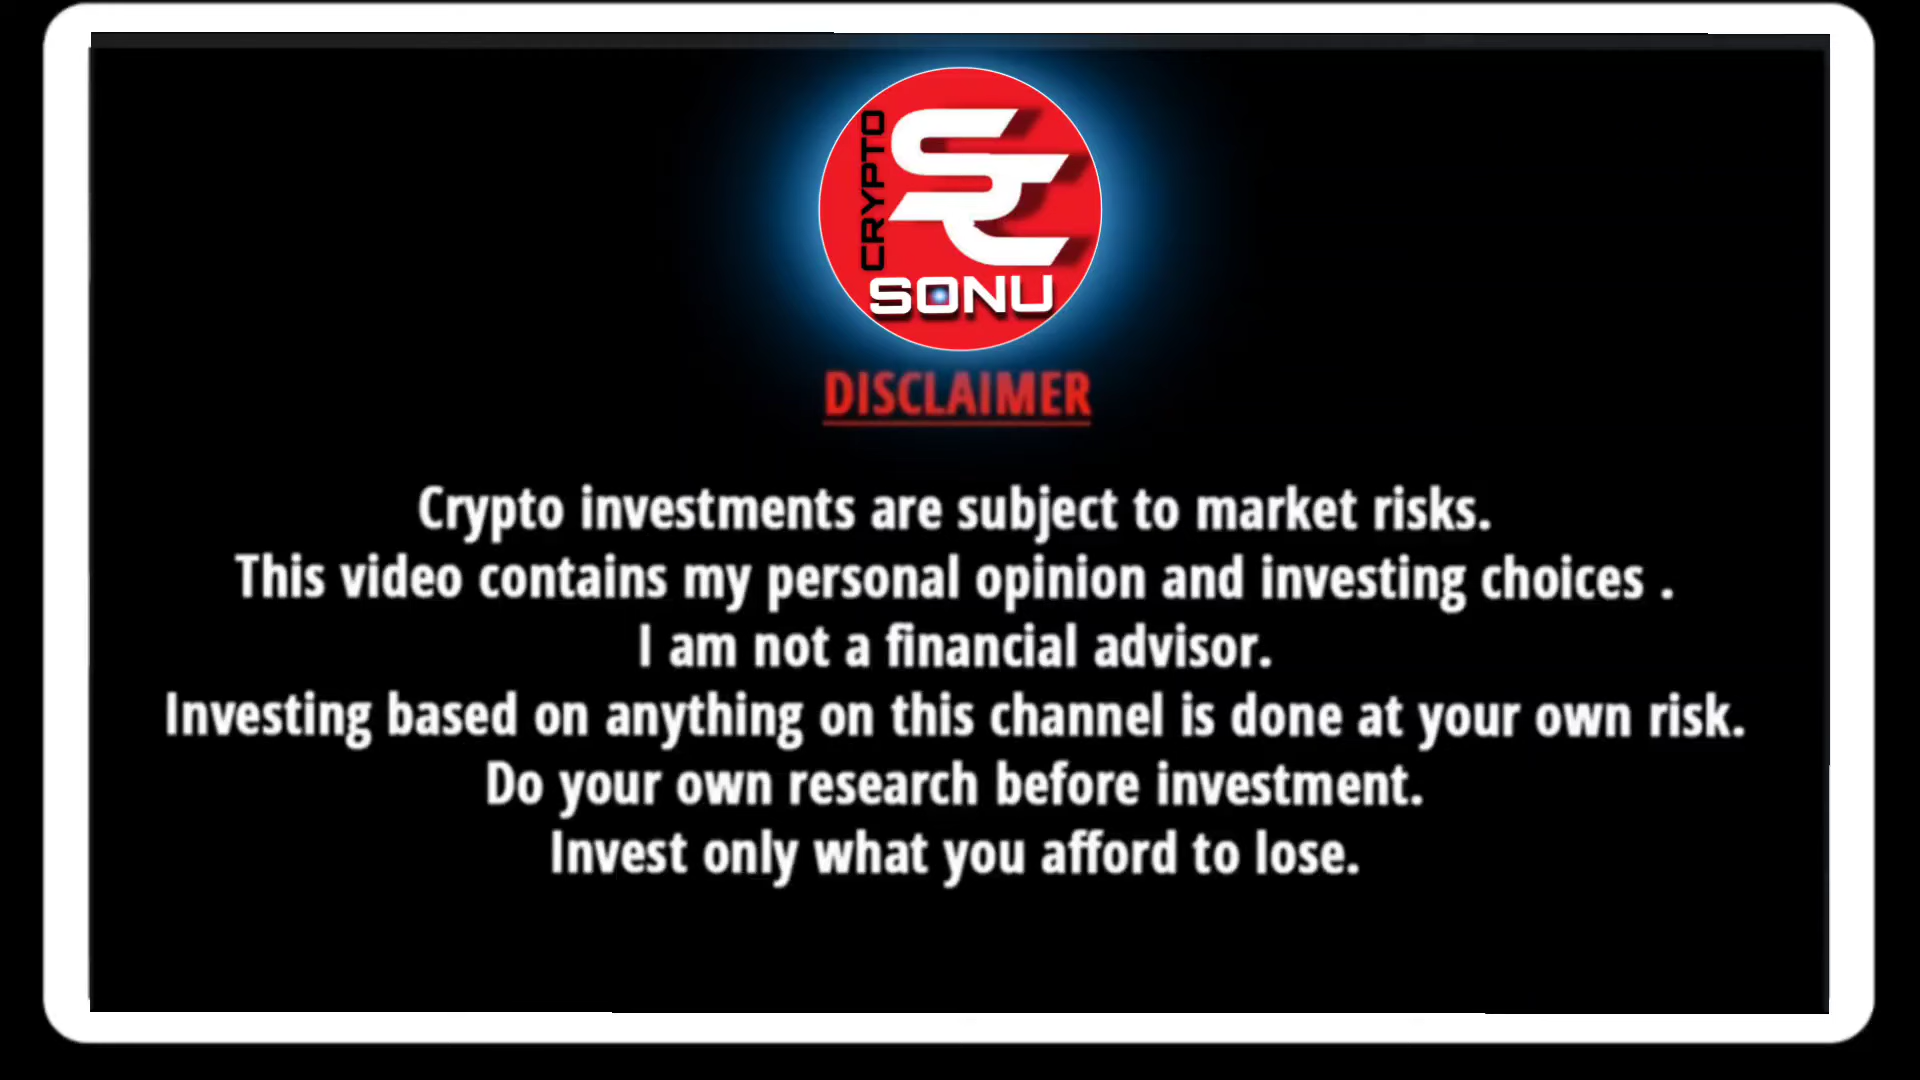 CRYPTO
SC
SONU
DISCLAIMER
Crypto investments are subject to market risks.
This video contains my personal opinion and investing choices .
I am not a financial advisor.
Investing based on anything on this channel is done at your own risk.
Do your own research before investment.
Invest only what you afford to lose.